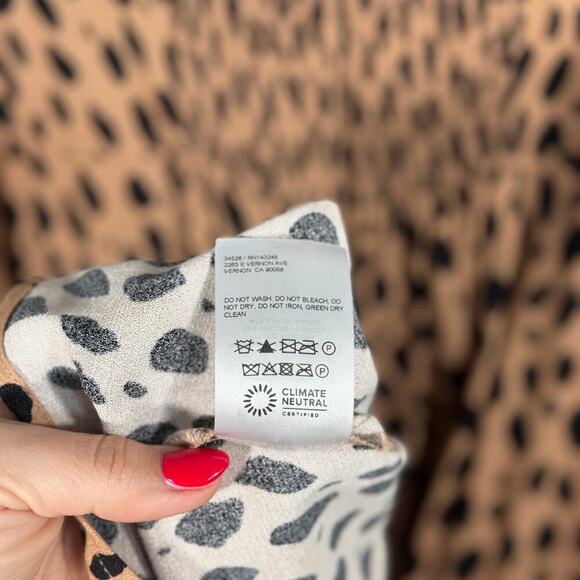 34528 / RN143248
2263 E VERNON AVE.
VERNON  CA 90058
DO NOT WASH, DO NOT BLEACH, DO
NOT DRY, DO NOT IRON, GREEN DRY
CLEAN
P
P
CLIMATE
NEUTRAL
CERTIFIED